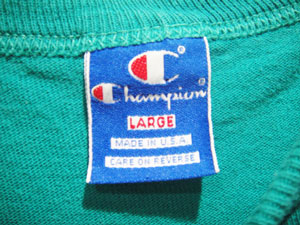 C®
Champion®
LARGE
MADE IN U.S.A
CARE ON REVERSE